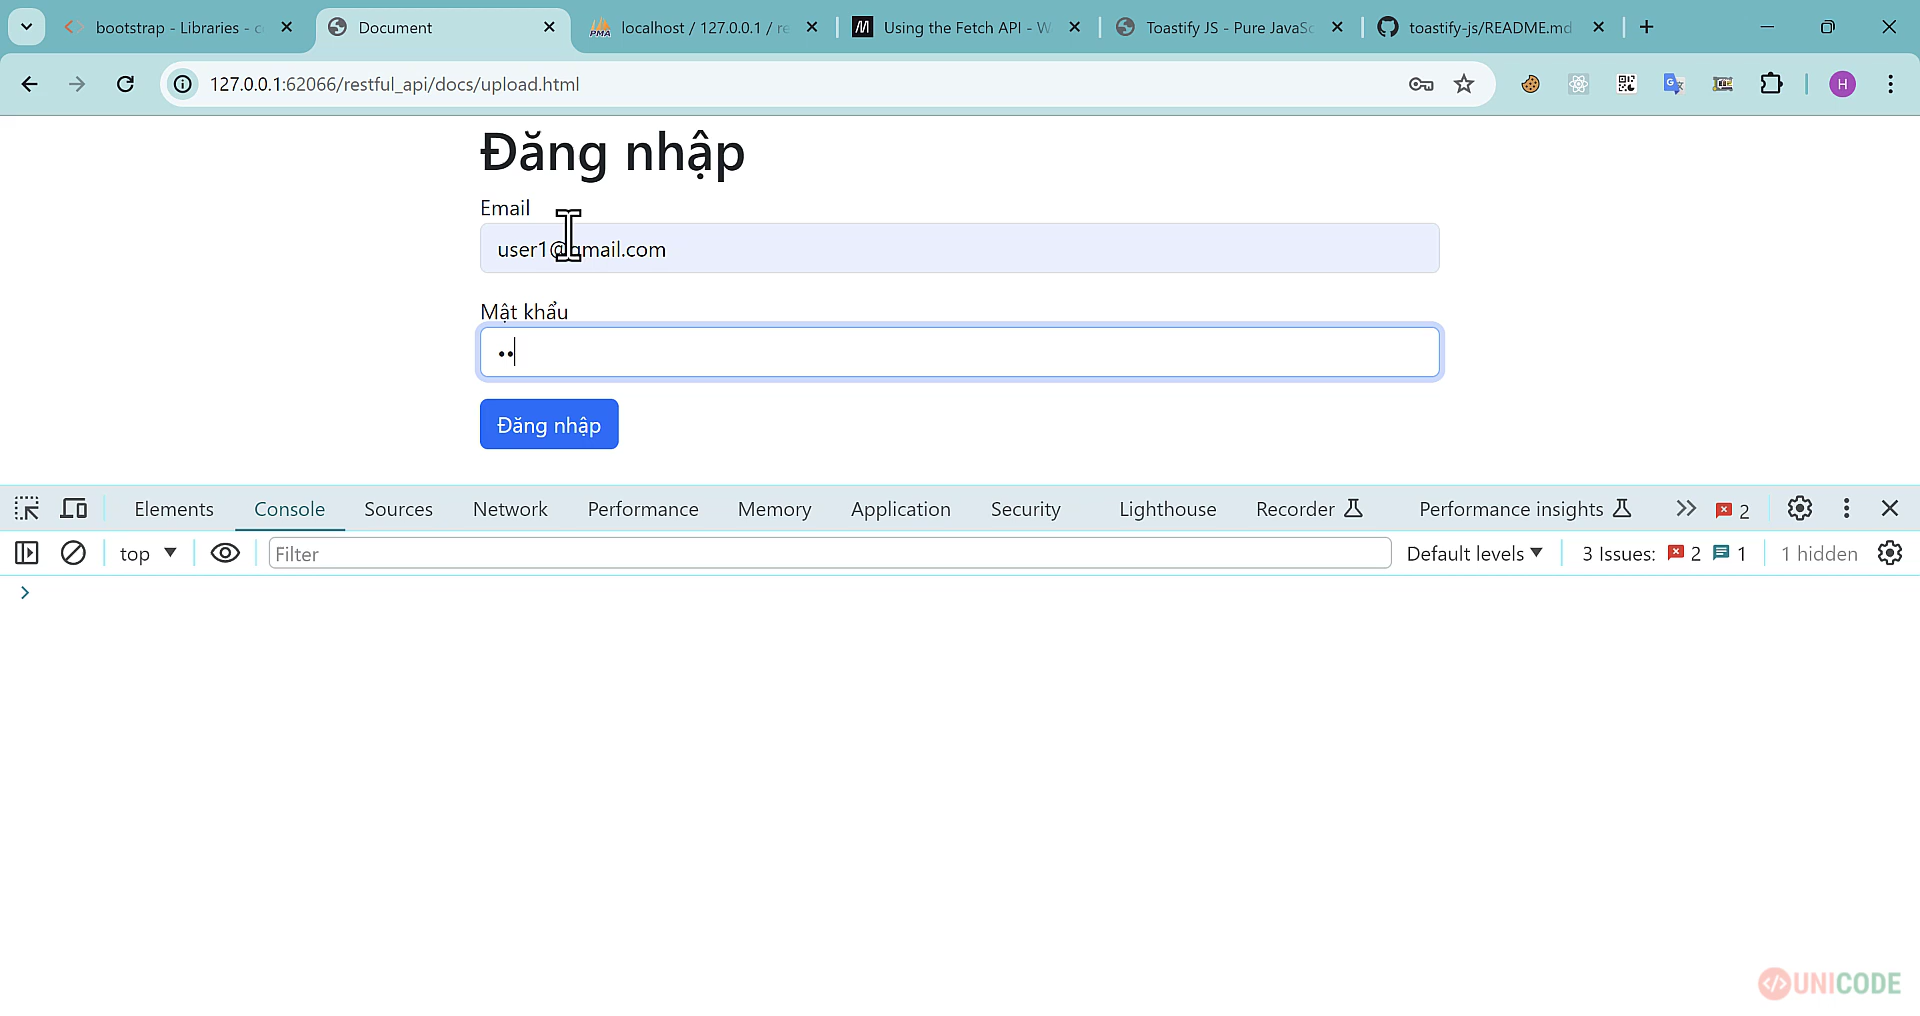 bootstrap - Libraries - c
Document
PMA
localhost / 127.0.0.1 / re
Using the Fetch API - W
Toastify JS - Pure JavaSc
toastify-js/README.md
127.0.0.1:62066/restful_api/docs/upload.html
H
Đăng nhập
Email
user1@gmail.com
Mật khẩu
Đăng nhập
Elements
Console
Sources
Network
Performance
Memory
Application
Security
Lighthouse
Recorder
Performance insights
2
top
Filter
Default levels
3 Issues:
2
1
1 hidden
UNICODE